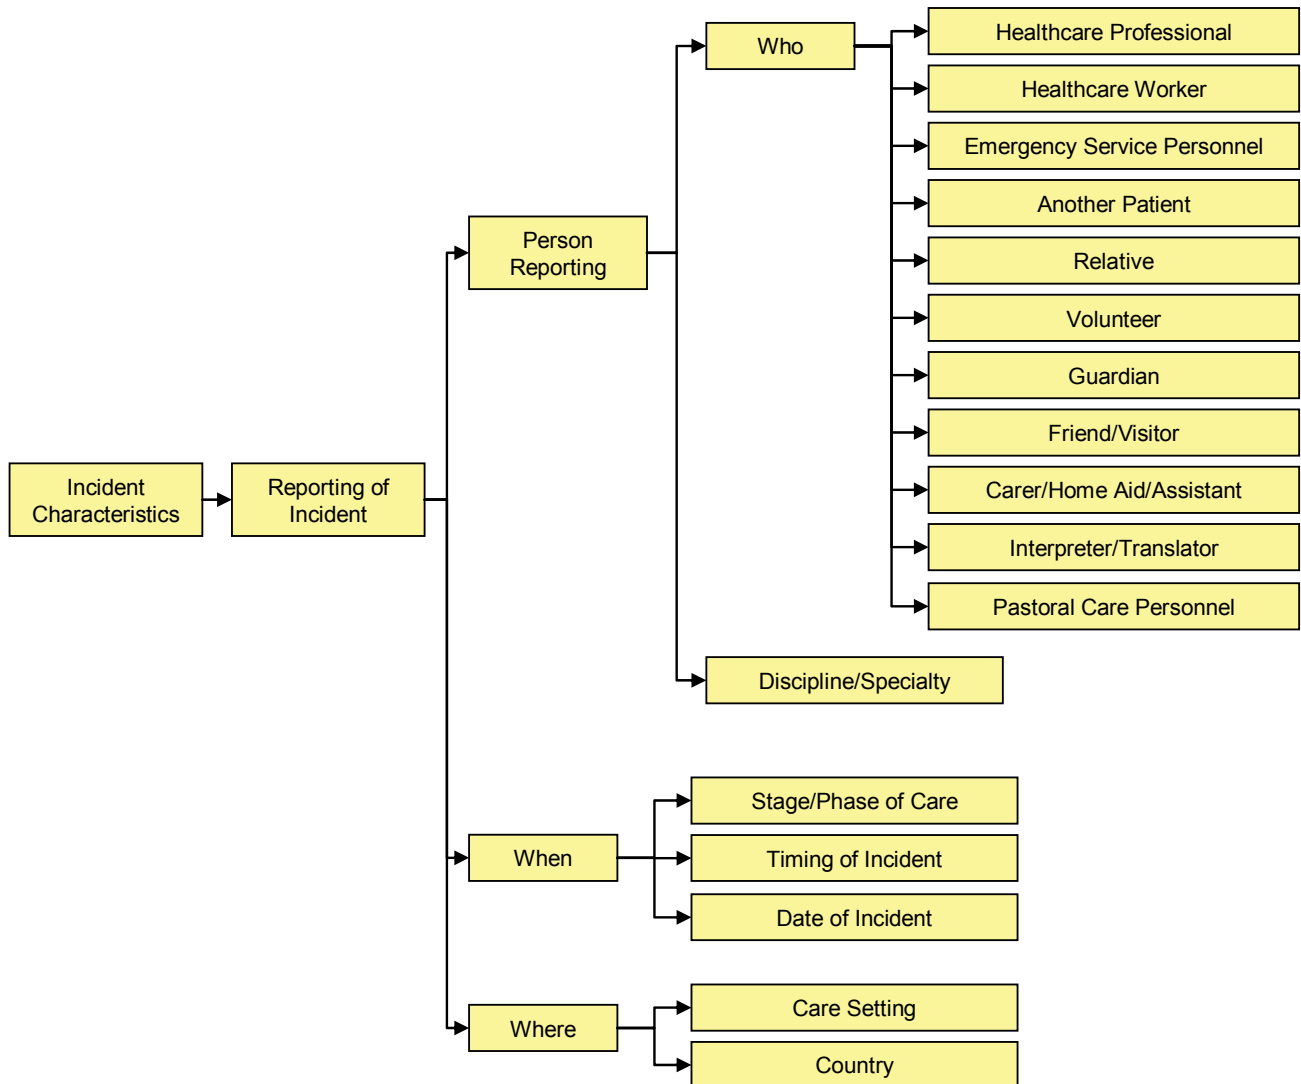 Who
Healthcare Professional
Healthcare Worker
Emergency Service Personnel
Another Patient
Person
Reporting
Relative
Volunteer
Guardian
Friend/Visitor
Incident
Characteristics
Reporting of
Incident
Carer/Home Aid/Assistant
Interpreter/Translator
Pastoral Care Personnel
Discipline/Specialty
Stage/Phase of Care
When
Timing of Incident
Date of Incident
Care Setting
Where
Country